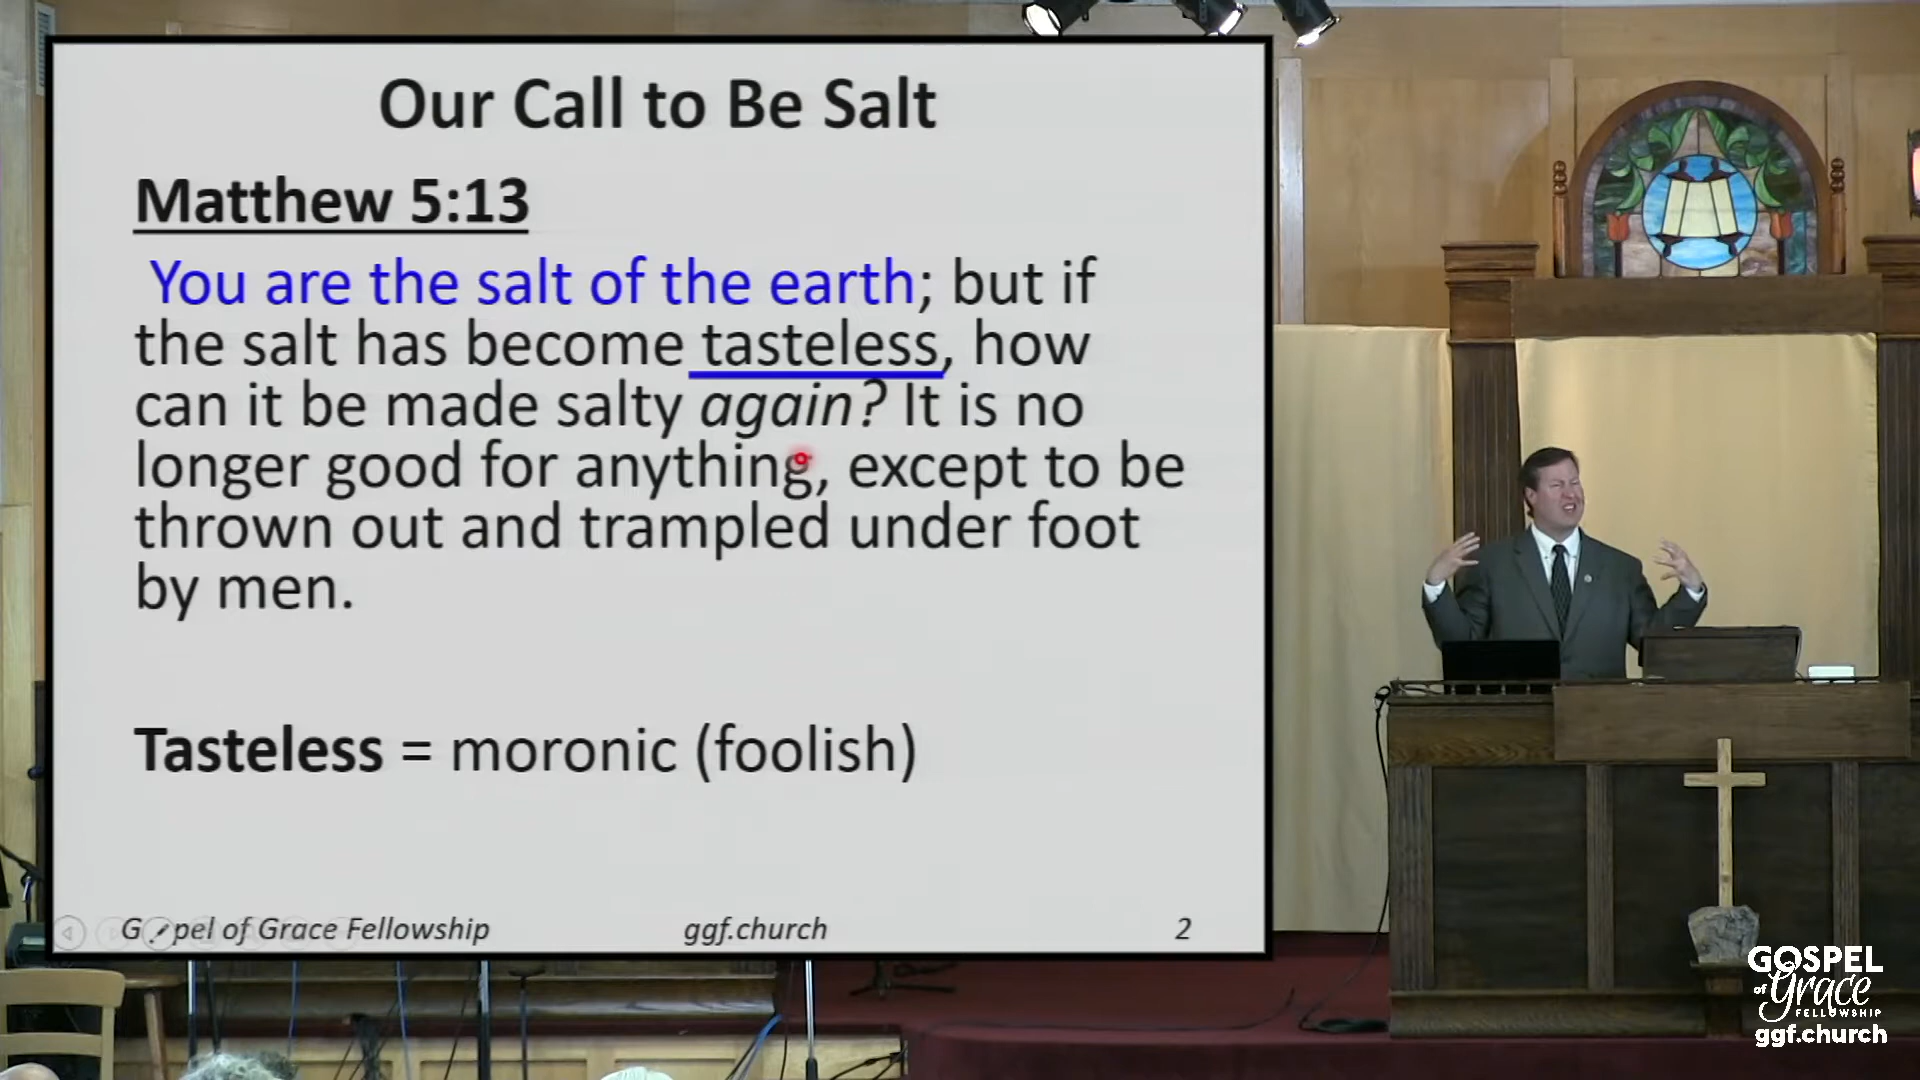 Our Call to Be Salt
Matthew 5:13
You are the salt of the earth; but if
the salt has become tasteless, how
can it be made salty again? It is no
longer good for anything, except to be
thrown out and trampled under foot
by men.
Tasteless = moronic (foolish)
Gospel of Grace Fellowship
ggf.church
2
GOSPEL
of Grace
FELLOWSHIP
ggf.church